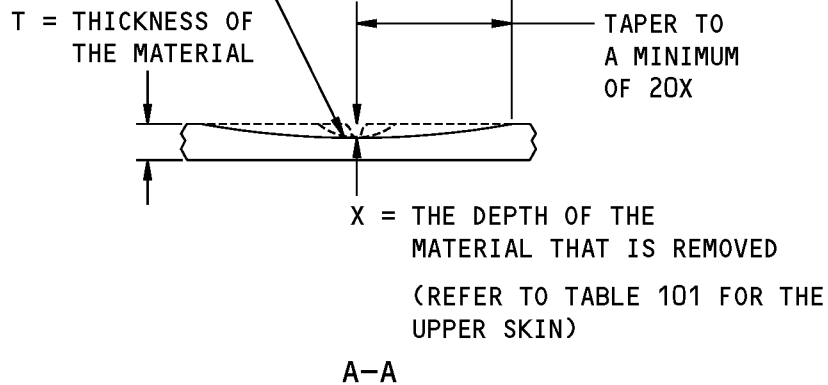 T = THICKNESS OF
THE MATERIAL
TAPER TO
A MINIMUM
OF 20X
X = THE DEPTH OF THE
MATERIAL THAT IS REMOVED
(REFER TO TABLE 101 FOR THE
UPPER SKIN)
A-A